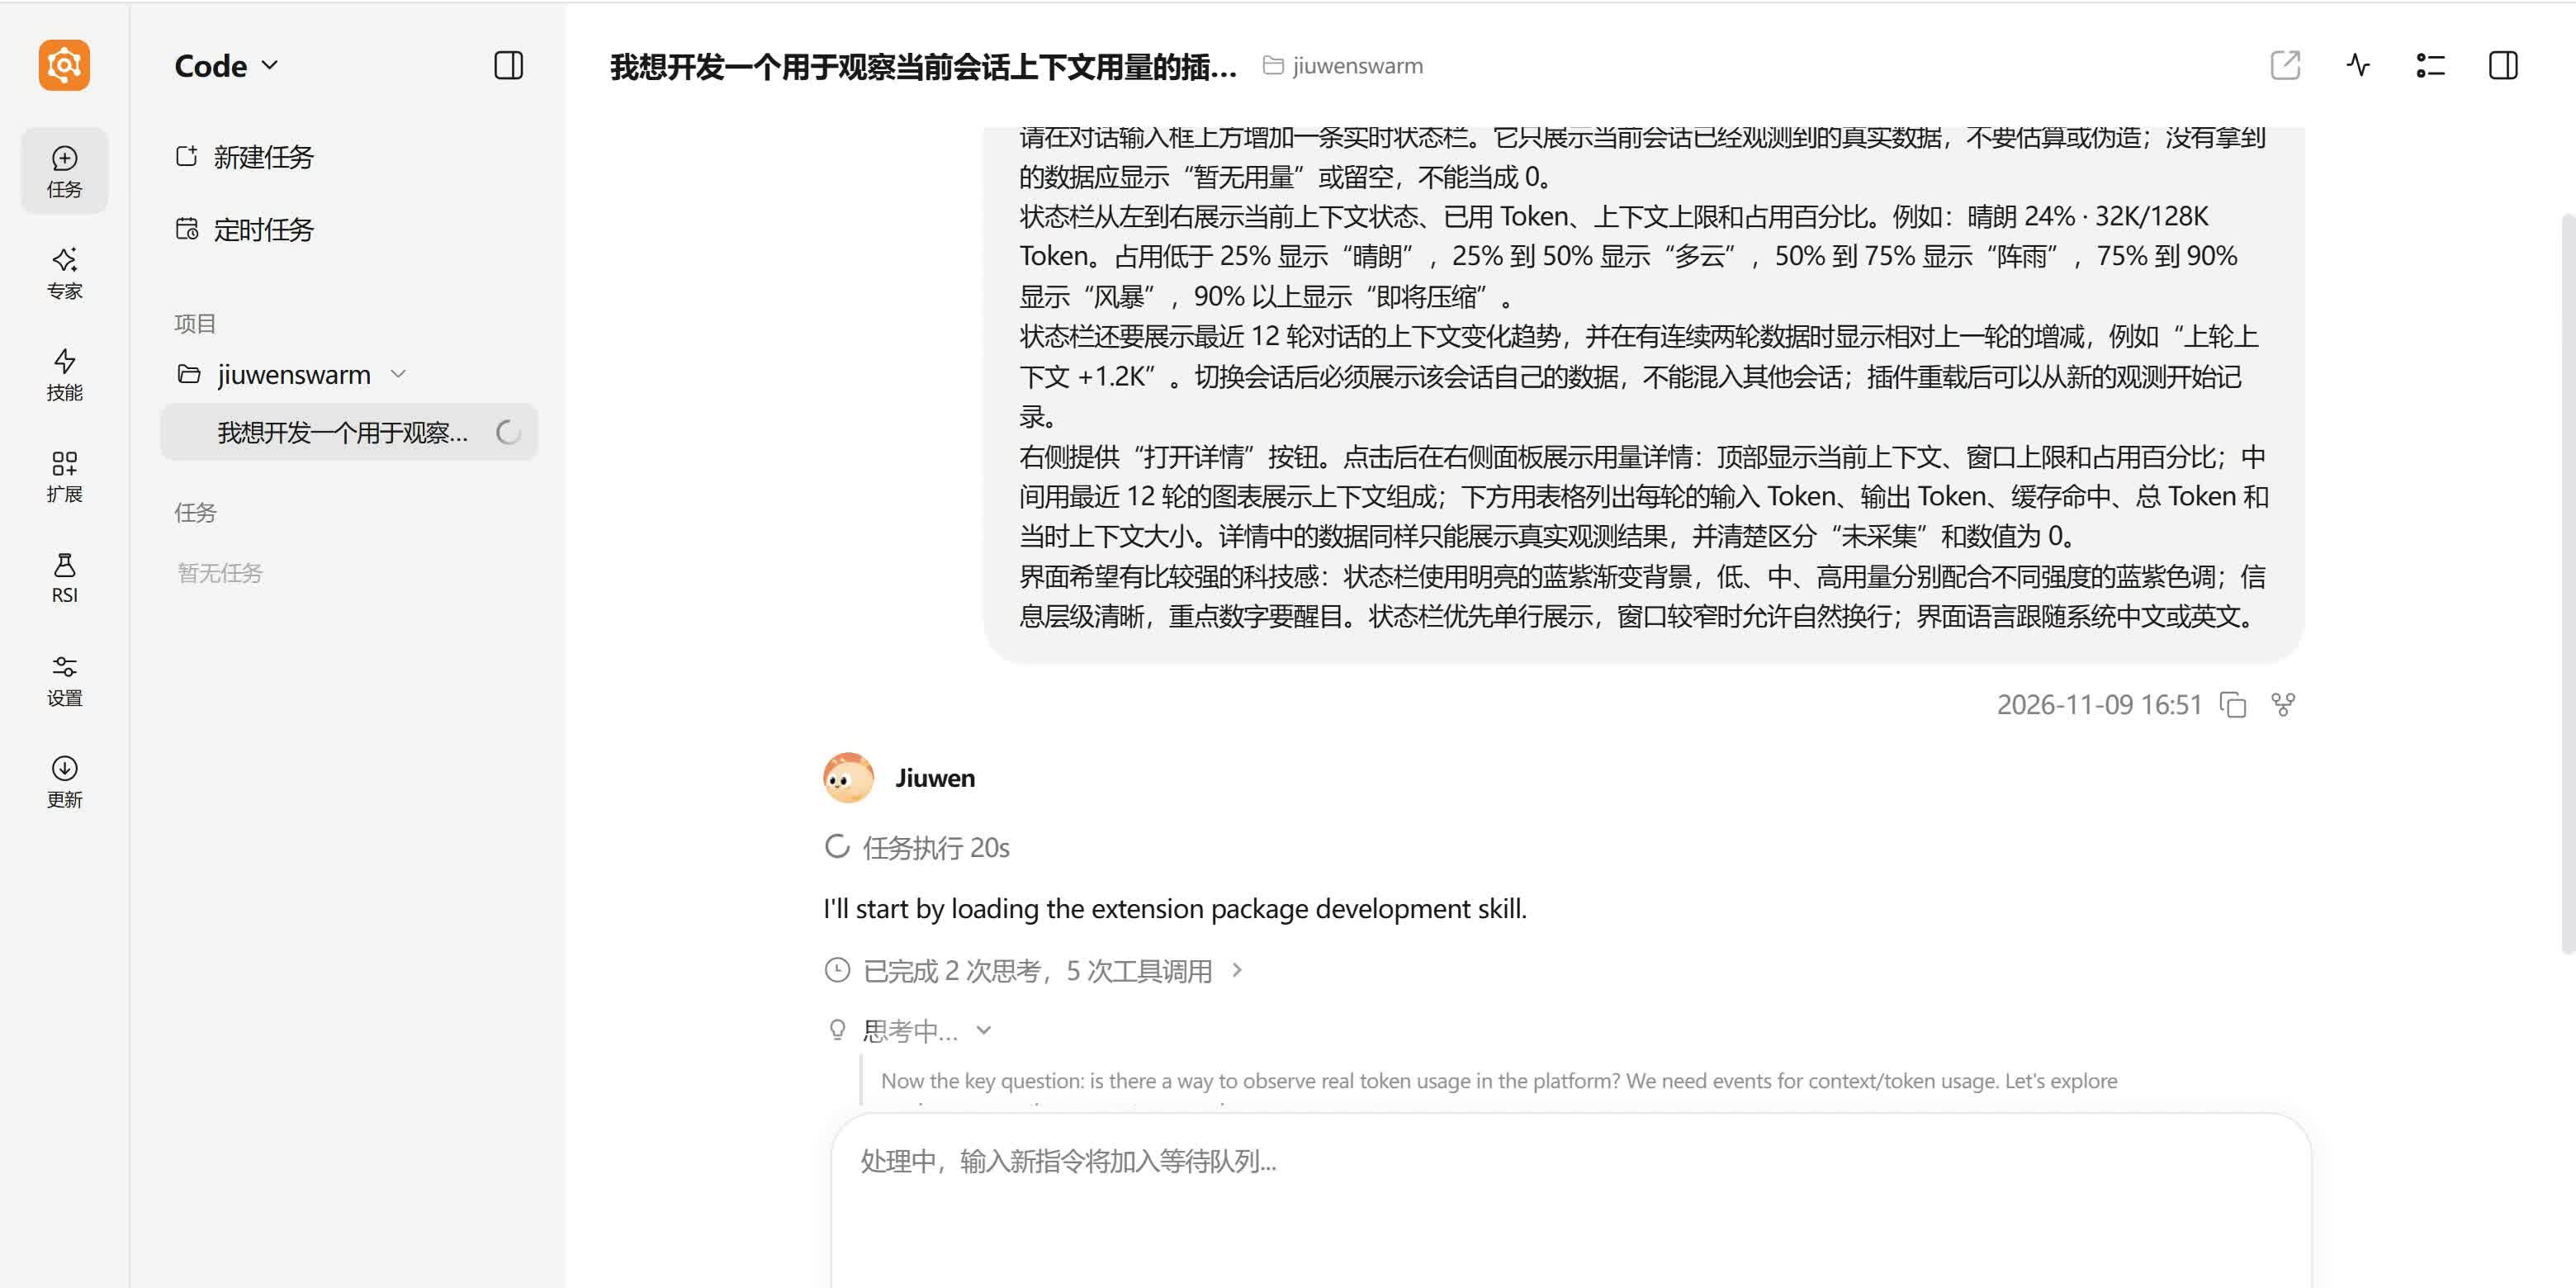 任务
专家
技能
扩展
RSI
设置
更新
Code
新建任务
定时任务
项目
jiuwenswarm
我想开发一个用于观察...
任务
暂无任务
我想开发一个用于观察当前会话上下文用量的插...
jiuwenswarm
请在对话输入框上方增加一条实时状态栏。它只展示当前会话已经观测到的真实数据，不要估算或伪造；没有拿到
的数据应显示“暂无用量”或留空，不能当成 0。
状态栏从左到右展示当前上下文状态、已用 Token、上下文上限和占用百分比。例如：晴朗 24% · 32K/128K
Token。占用低于 25% 显示“晴朗”，25% 到 50% 显示“多云”，50% 到 75% 显示“阵雨”，75% 到 90%
显示“风暴”，90% 以上显示“即将压缩”。
状态栏还要展示最近 12 轮对话的上下文变化趋势，并在有连续两轮数据时显示相对上一轮的增减，例如“上轮上
下文 +1.2K”。切换会话后必须展示该会话自己的数据，不能混入其他会话；插件重载后可以从新的观测开始记
录。
右侧提供“打开详情”按钮。点击后在右侧面板展示用量详情：顶部显示当前上下文、窗口上限和占用百分比；中
间用最近 12 轮的图表展示上下文组成；下方用表格列出每轮的输入 Token、输出 Token、缓存命中、总 Token 和
当时上下文大小。详情中的数据同样只能展示真实观测结果，并清楚区分“未采集”和数值为 0。
界面希望有比较强的科技感：状态栏使用明亮的蓝紫渐变背景，低、中、高用量分别配合不同强度的蓝紫色调；信
息层级清晰，重点数字要醒目。状态栏优先单行展示，窗口较窄时允许自然换行；界面语言跟随系统中文或英文。
2026-11-09 16:51
Jiuwen
任务执行 20s
I'll start by loading the extension package development skill.
已完成 2 次思考，5 次工具调用
思考中...
Now the key question: is there a way to observe real token usage in the platform? We need events for context/token usage. Let's explore
处理中，输入新指令将加入等待队列...